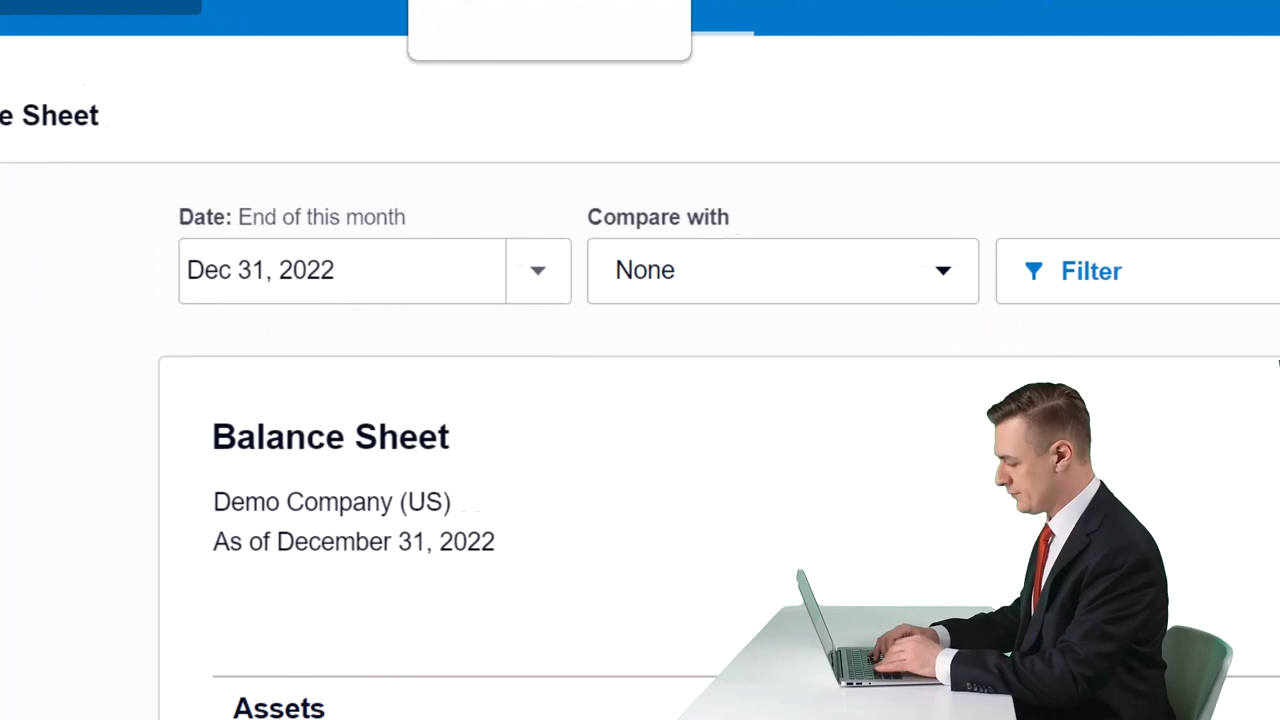 e Sheet
Date: End of this month
Compare with
Dec 31, 2022
None
Filter
Balance Sheet
Demo Company (US)
As of December 31, 2022
Assets